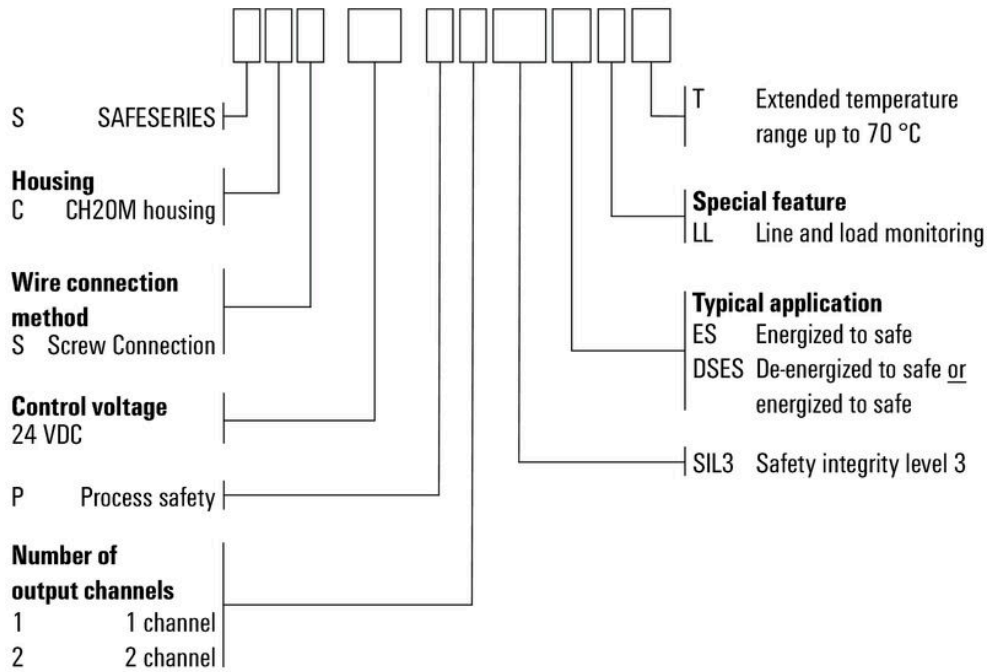 S SAFESERIES
Housing
C CH20M housing
Wire connection
method
S Screw Connection
Control voltage
24 VDC
P Process safety
Number of
output channels
1 1 channel
2 2 channel
T Extended temperature
range up to 70 °C
Special feature
LL Line and load monitoring
Typical application
ES Energized to safe
DSES De-energized to safe or
energized to safe
SIL3 Safety integrity level 3